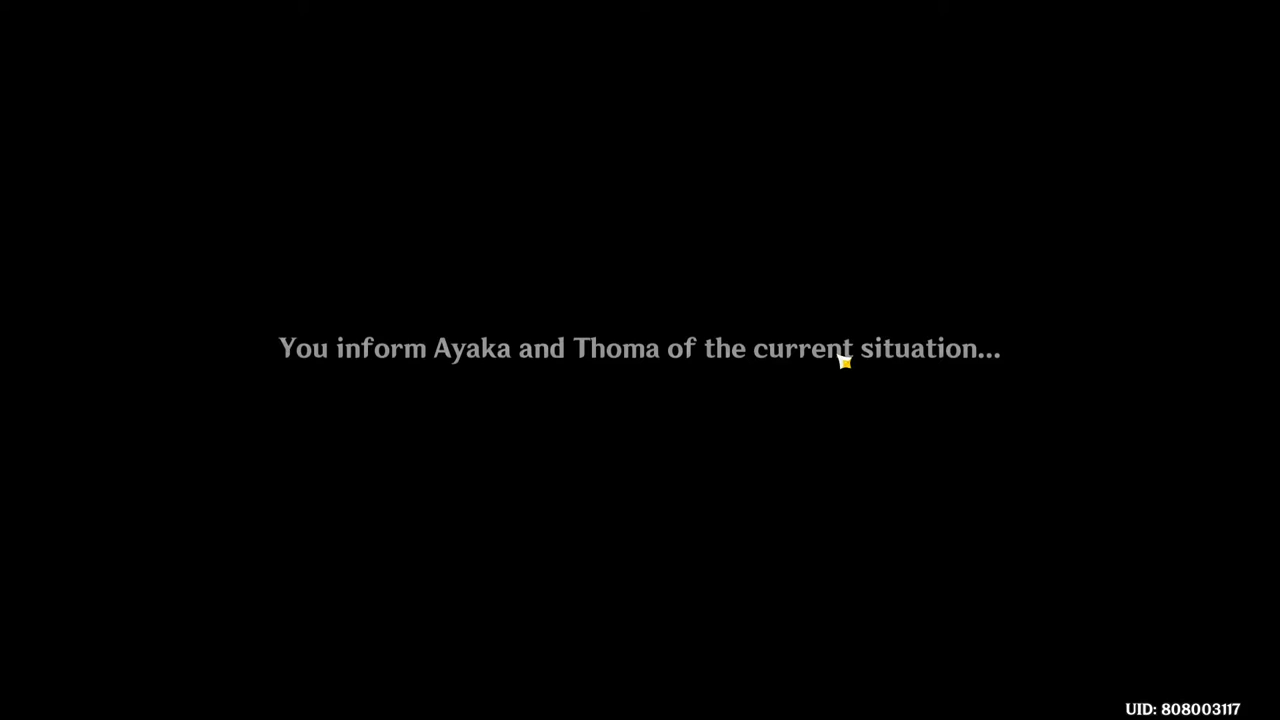 You inform Ayaka and Thoma of the current situation...
UID: 808003117